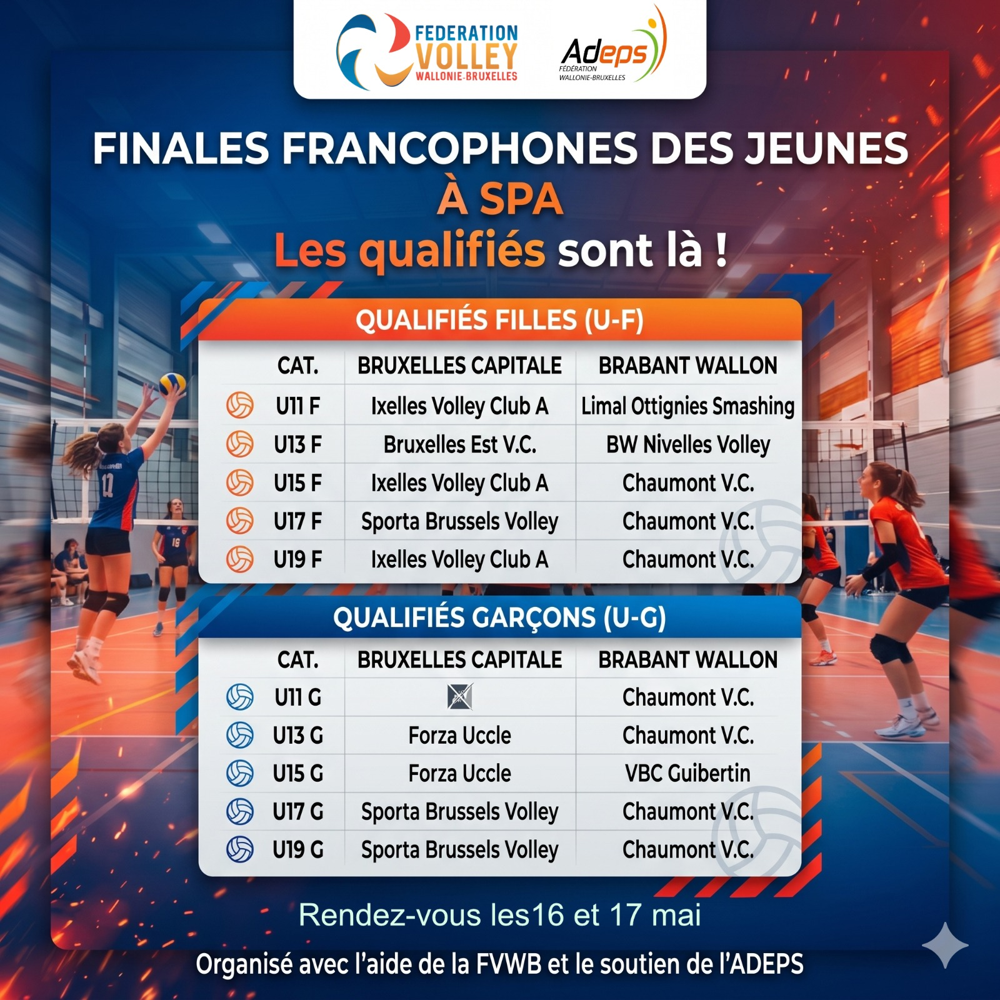 FEDERATION
VOLLEY
WALLONIE-BRUXELLES
Adeps
FÉDÉRATION
WALLONIE-BRUXELLES
FINALES FRANCOPHONES DES JEUNES
À SPA
Les qualifiés sont là !
QUALIFIÉS FILLES (U-F)
CAT. BRUXELLES CAPITALE BRABANT WALLON
U11 F Ixelles Volley Club A Limal Ottignies Smashing
U13 F Bruxelles Est V.C. BW Nivelles Volley
U15 F Ixelles Volley Club A Chaumont V.C.
U17 F Sporta Brussels Volley Chaumont V.C.
U19 F Ixelles Volley Club A Chaumont V.C.
QUALIFIÉS GARÇONS (U-G)
CAT. BRUXELLES CAPITALE BRABANT WALLON
U11 G Chaumont V.C.
U13 G Forza Uccle Chaumont V.C.
U15 G Forza Uccle VBC Guibertin
U17 G Sporta Brussels Volley Chaumont V.C.
U19 G Sporta Brussels Volley Chaumont V.C.
Rendez-vous les16 et 17 mai
Organisé avec l'aide de la FVWB et le soutien de l'ADEPS